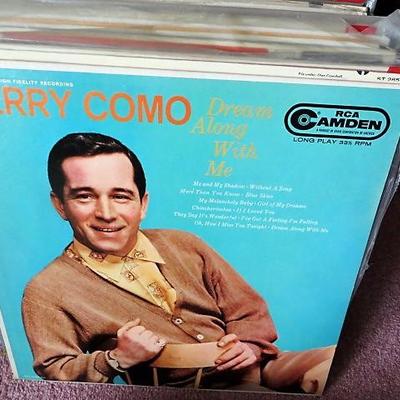 HIGH FIDELITY RECORDING
ERRY COMO
Dream
Along
With
Me
RCA
CAMDEN
LONG PLAY 33⅓ RPM
Me and My Shadow · Without A Song
More Than You Know · Blue Skies
My Melancholy Baby · Girl of My Dreams
Chincherinchee · If I Loved You
They Say It's Wonderful · I've Got A Feeling I'm Falling
Oh, How I Miss You Tonight · Dream Along With Me